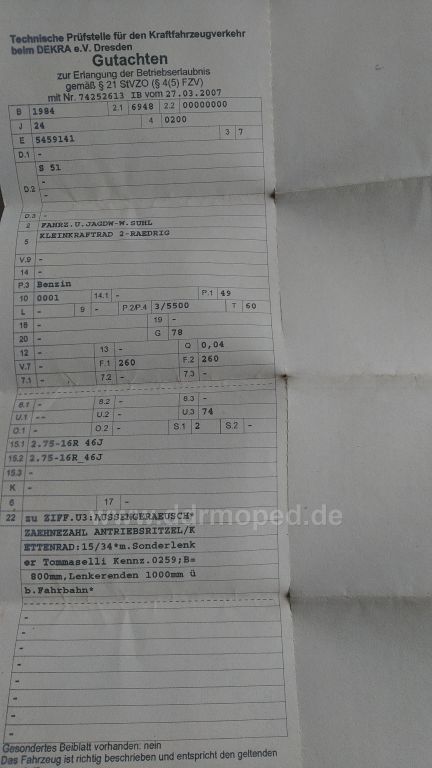 Technische Prüfstelle für den Kraftfahrzeugverkehr
beim DEKRA e.V. Dresden
Gutachten
zur Erlangung der Betriebserlaubnis
gemäß § 21 StVZO (§ 4(5) FZV)
mit Nr. 74252613 IB vom 27.03.2007
B 1984 2.1 6948 2.2 00000000
J 24 4 0200
E 5459141 3 7
D.1 -
S 51
D.2 -
-
D.3 -
2 FAHRZ.U.JAGDW-W.SUHL
5 KLEINKRAFTRAD 2-RAEDRIG
V.9 -
14 -
P.3 Benzin
10 0001 14.1 - P.1 49
L - 9 - P.2/P.4 3/5500 T 60
18 - 19 -
20 - G 78
12 - 13 - Q 0,04
V.7 - F.1 260 F.2 260
7.1 - 7.2 - 7.3 -
8.1 - 8.2 - 8.3 -
U.1 -- U.2 - U.3 74
O.1 - O.2 - S.1 2 S.2 -
15.1 2.75-16R 46J
15.2 2.75-16R_46J
15.3 -
K -
6 17 -
22 zu ZIFF.U3:AUSSENGERAEUSCH*
ZAEHNEZAHL ANTRIEBSRITZEL/K
ETTENRAD:15/34*m.Sonderlenk
er Tommaselli Kennz.0259;B=
800mm,Lenkerenden 1000mm ü
b.Fahrbahn*
-
-
-
-
-
-
-
-
Gesondertes Beiblatt vorhanden: nein
Das Fahrzeug ist richtig beschrieben und entspricht den geltenden